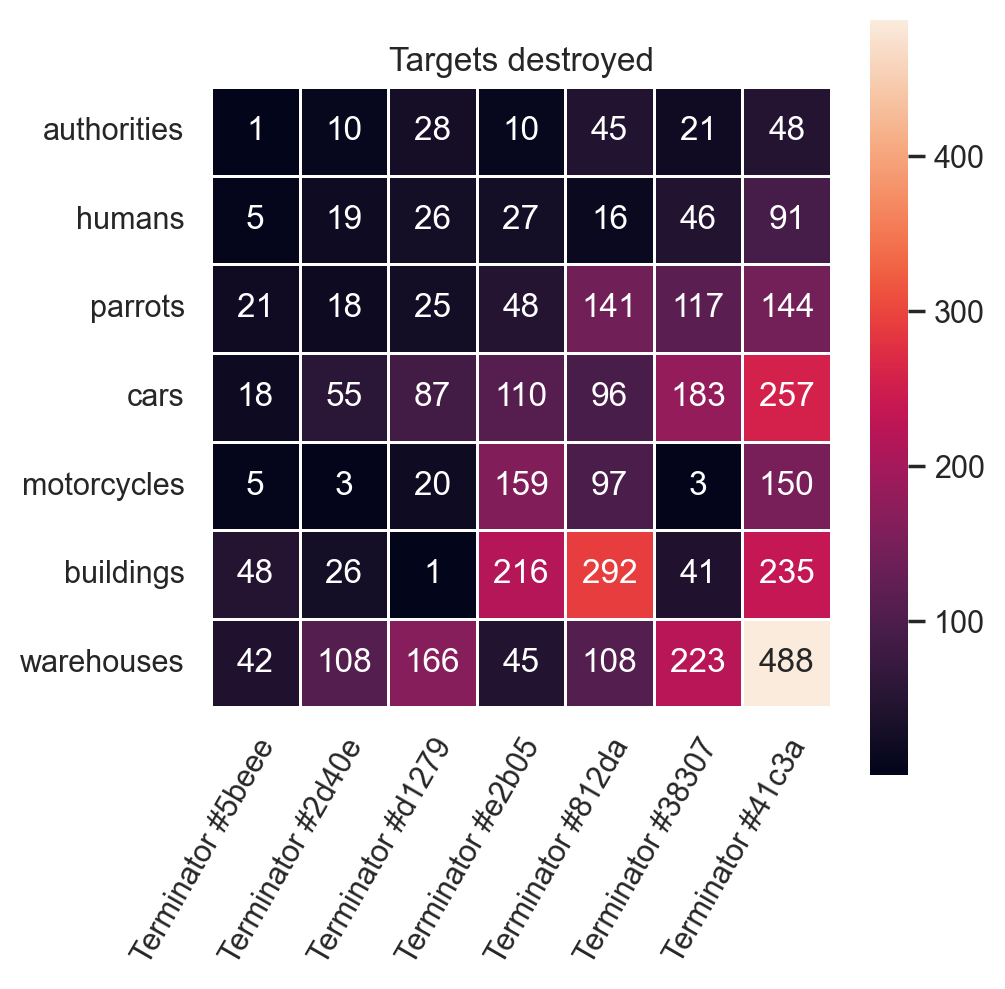 Targets destroyed
authorities 1 10 28 10 45 21 48
humans 5 19 26 27 16 46 91
parrots 21 18 25 48 141 117 144
cars 18 55 87 110 96 183 257
motorcycles 5 3 20 159 97 3 150
buildings 48 26 1 216 292 41 235
warehouses 42 108 166 45 108 223 488
Terminator #5beee
Terminator #2d40e
Terminator #d1279
Terminator #e2b05
Terminator #812da
Terminator #38307
Terminator #41c3a
400
300
200
100